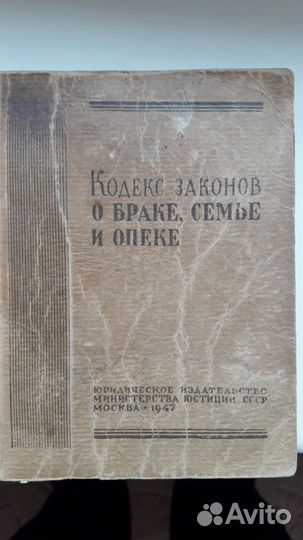 Кодекс законов
о браке, семье
и опеке
Юридическое издательство
Министерства юстиции СССР
Москва • 1947
Avito